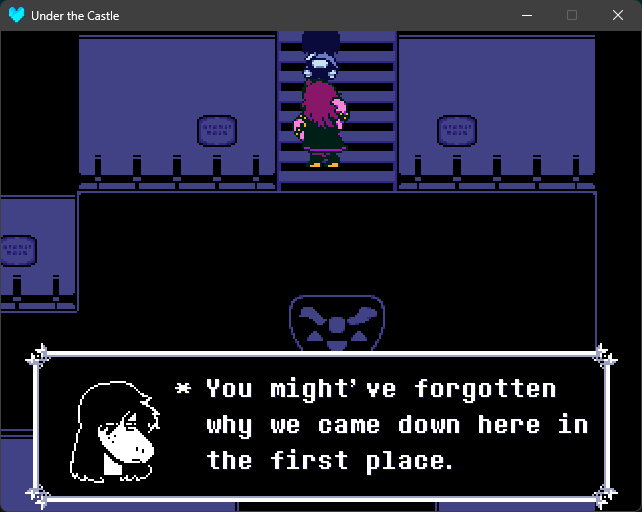 Under the Castle
* You might've forgotten
why we came down here in
the first place.